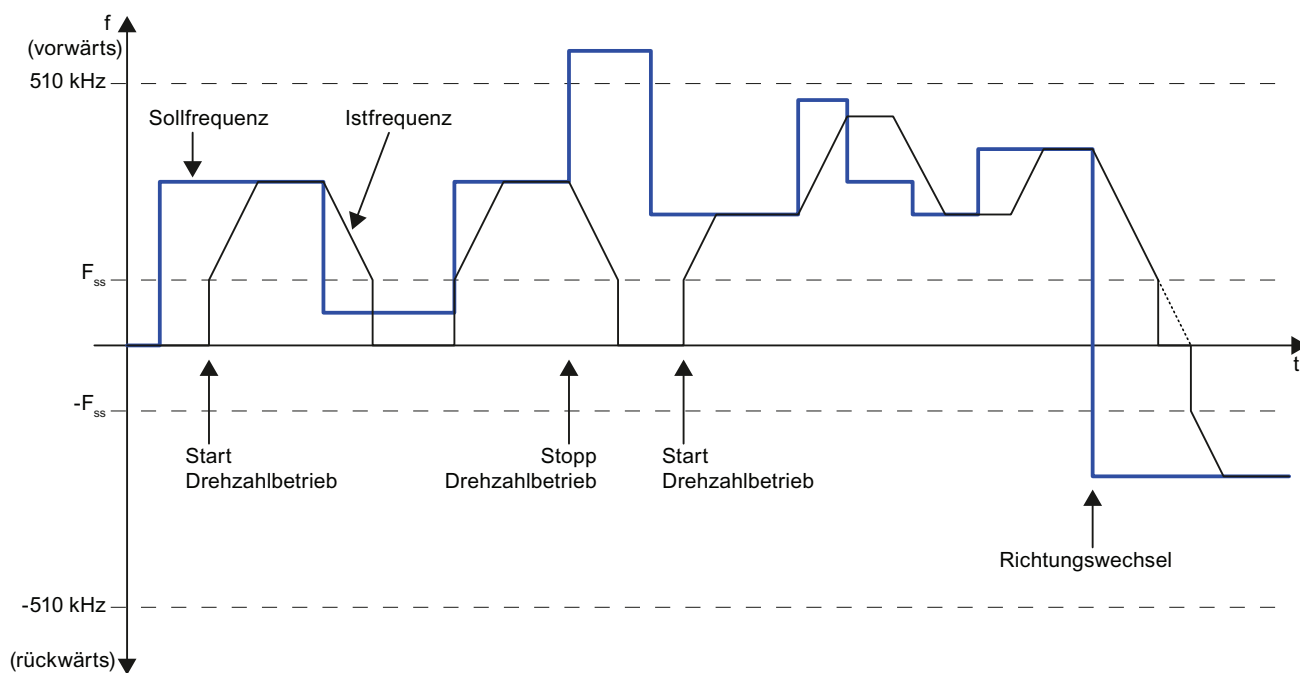 f
(vorwärts)
510 kHz
Sollfrequenz
Istfrequenz
Fss
t
-Fss
Start
Drehzahlbetrieb
Stopp
Drehzahlbetrieb
Start
Drehzahlbetrieb
Richtungswechsel
-510 kHz
(rückwärts)